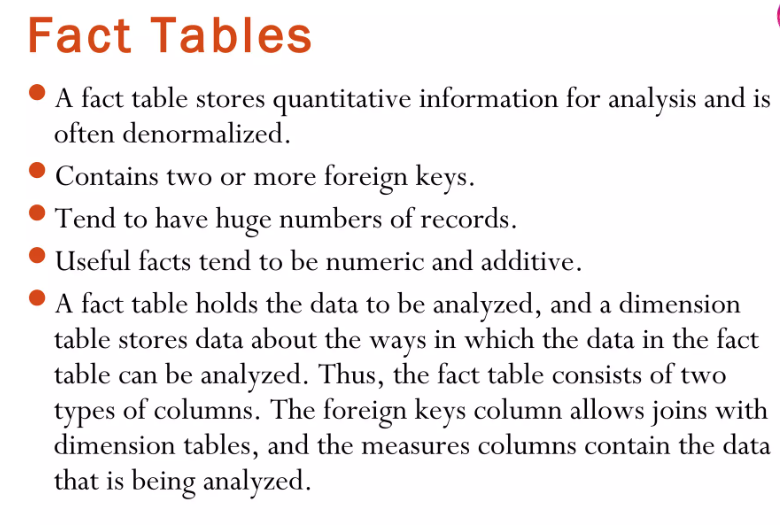 Fact Tables
A fact table stores quantitative information for analysis and is
often denormalized.
Contains two or more foreign keys.
Tend to have huge numbers of records.
Useful facts tend to be numeric and additive.
A fact table holds the data to be analyzed, and a dimension
table stores data about the ways in which the data in the fact
table can be analyzed. Thus, the fact table consists of two
types of columns. The foreign keys column allows joins with
dimension tables, and the measures columns contain the data
that is being analyzed.